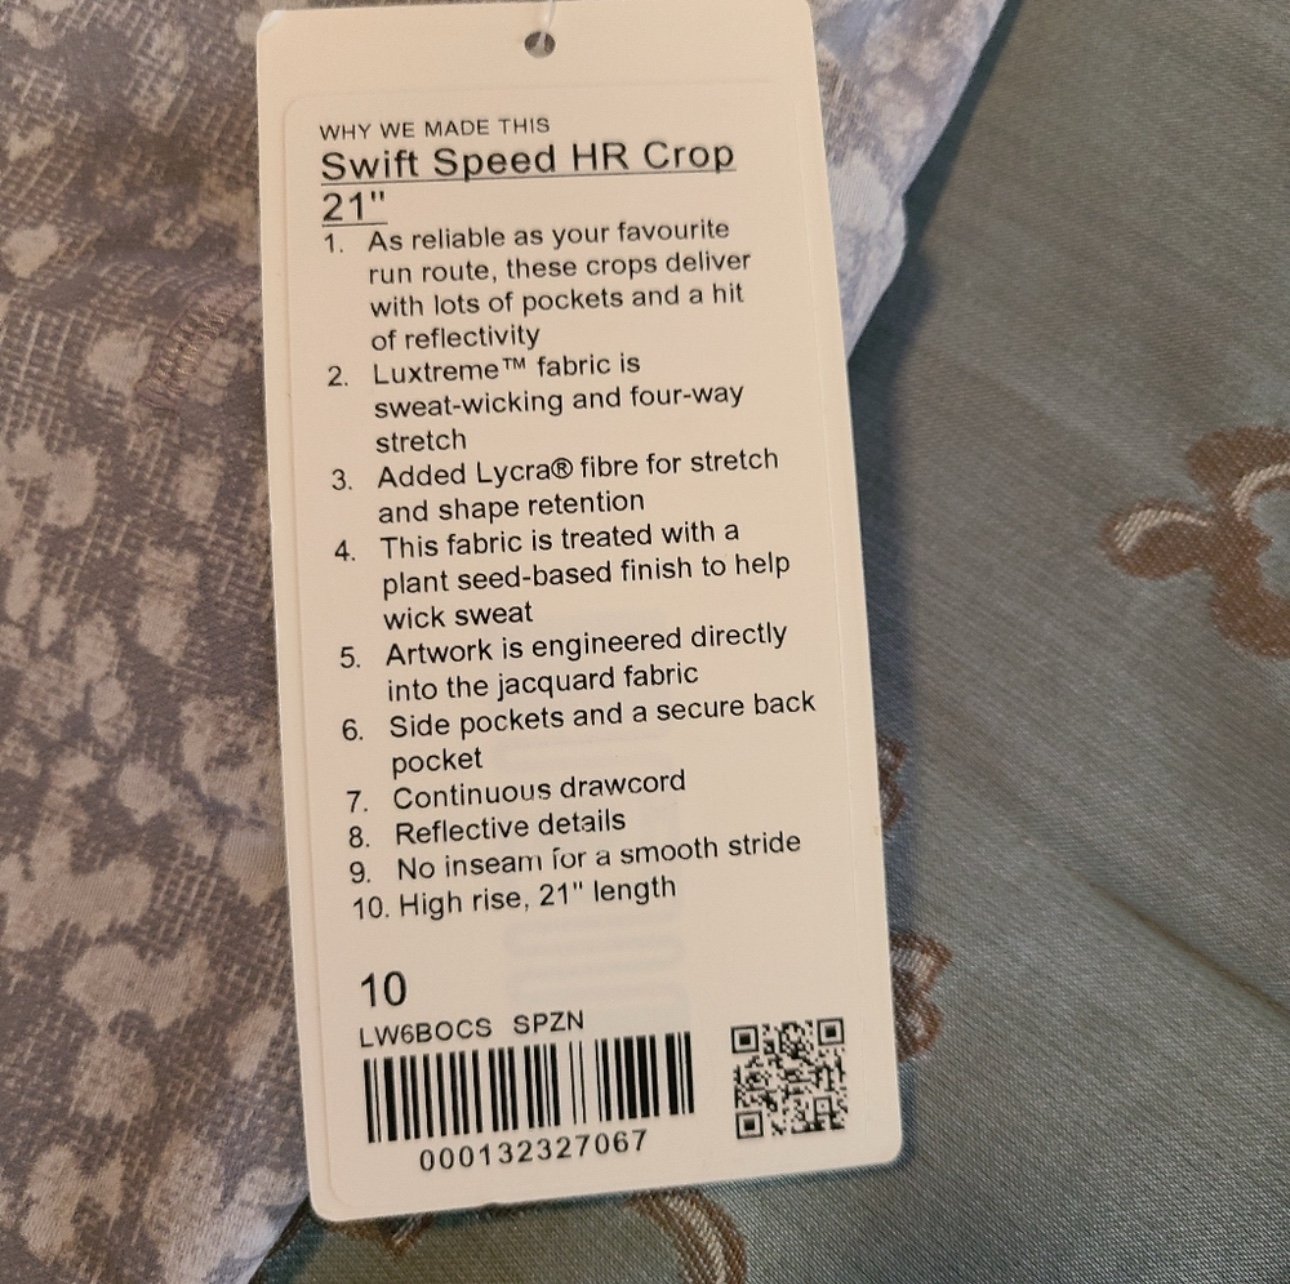 WHY WE MADE THIS
Swift Speed HR Crop
21"
1. As reliable as your favourite
run route, these crops deliver
with lots of pockets and a hit
of reflectivity
2. Luxtreme™ fabric is
sweat-wicking and four-way
stretch
3. Added Lycra® fibre for stretch
and shape retention
4. This fabric is treated with a
plant seed-based finish to help
wick sweat
5. Artwork is engineered directly
into the jacquard fabric
6. Side pockets and a secure back
pocket
7. Continuous drawcord
8. Reflective details
9. No inseam for a smooth stride
10. High rise, 21" length
10
LW6BOCS SPZN
000132327067